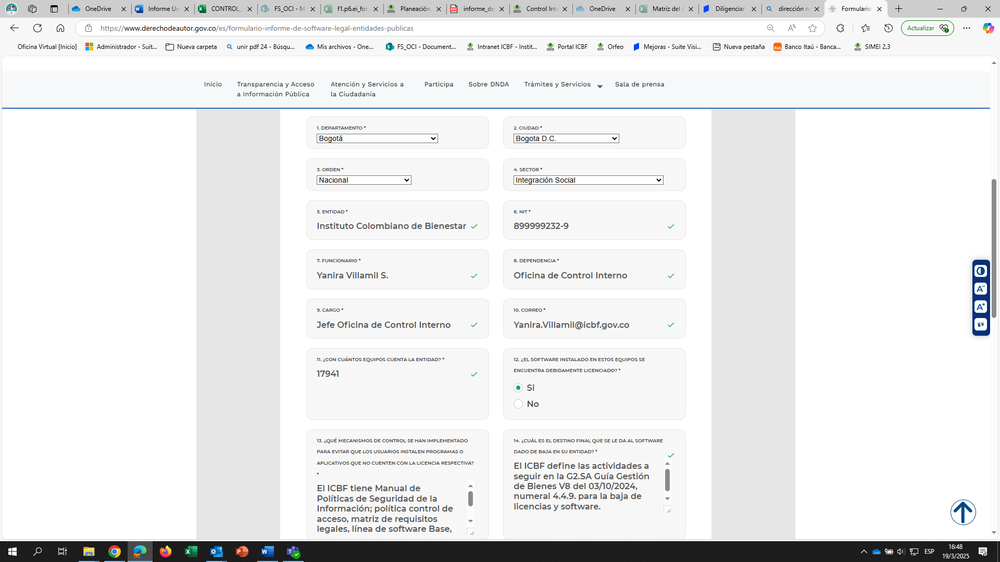 OneDrive
Informe Us
CONTROL_
FS_OCI - M
f1.p6.ei_for
Planeación,
informe_de
Control Int
OneDrive
Matriz del C
Diligenciar
dirección n
Formulario
https://www.derechodeautor.gov.co/es/formulario-informe-de-software-legal-entidades-publicas
Actualizar
Oficina Virtual [Inicio]
Administrador - Suit...
Nueva carpeta
unir pdf 24 - Búsqu...
Mis archivos - One...
FS_OCI - Document...
Intranet ICBF - Instit...
Portal ICBF
Orfeo
Mejoras - Suite Visi...
Nueva pestaña
Banco Itaú - Banca...
SIMEI 2.3
Inicio
Transparencia y Acceso
a Información Pública
Atención y Servicios a
la Ciudadanía
Participa
Sobre DNDA
Trámites y Servicios
Sala de prensa
1. DEPARTAMENTO *
Bogotá
2. CIUDAD *
Bogota D.C.
3. ORDEN *
Nacional
4. SECTOR *
Integración Social
5. ENTIDAD *
Instituto Colombiano de Bienestar
6. NIT *
899999232-9
7. FUNCIONARIO *
Yanira Villamil S.
8. DEPENDENCIA *
Oficina de Control Interno
9. CARGO *
Jefe Oficina de Control Interno
10. CORREO *
Yanira.Villamil@icbf.gov.co
11. ¿CON CUÁNTOS EQUIPOS CUENTA LA ENTIDAD? *
17941
12. ¿EL SOFTWARE INSTALADO EN ESTOS EQUIPOS SE
ENCUENTRA DEBIDAMENTE LICENCIADO? *
Si
No
13. ¿QUÉ MECANISMOS DE CONTROL SE HAN IMPLEMENTADO
PARA EVITAR QUE LOS USUARIOS INSTALEN PROGRAMAS O
APLICATIVOS QUE NO CUENTEN CON LA LICENCIA RESPECTIVA?
*
El ICBF tiene Manual de
Políticas de Seguridad de la
Información; política control de
acceso, matriz de requisitos
legales, línea de software Base,
14. ¿CUÁL ES EL DESTINO FINAL QUE SE LE DA AL SOFTWARE
DADO DE BAJA EN SU ENTIDAD? *
El ICBF define las actividades a
seguir en la G2.SA Guía Gestión
de Bienes V8 del 03/10/2024,
numeral 4.4.9. para la baja de
licencias y software.
A-
A+
ESP
16:48
19/3/2025